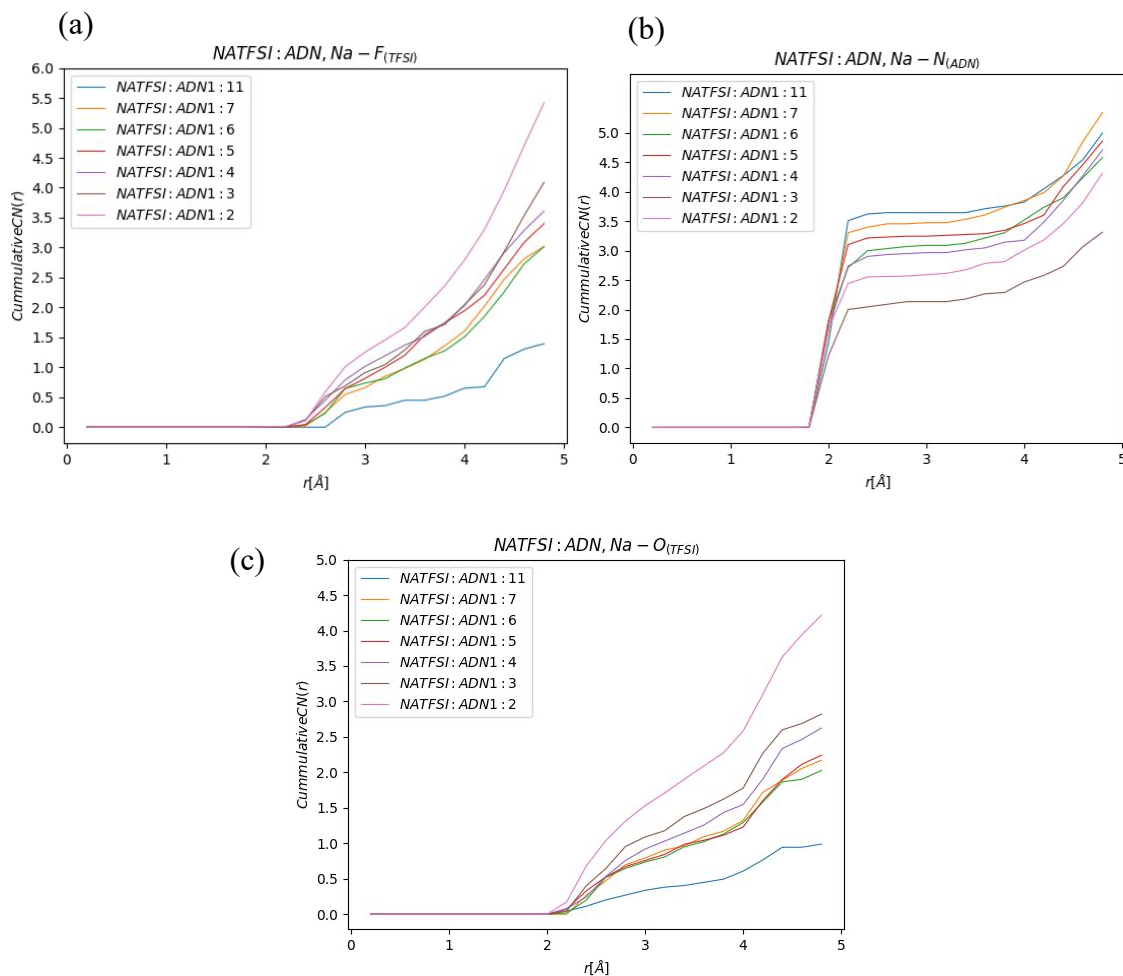 (a)
NATFSI : ADN, Na − F(TFSI)
CummulativeCN(r)
6.0
5.5
5.0
4.5
4.0
3.5
3.0
2.5
2.0
1.5
1.0
0.5
0.0
NATFSI : ADN1 : 11
NATFSI : ADN1 : 7
NATFSI : ADN1 : 6
NATFSI : ADN1 : 5
NATFSI : ADN1 : 4
NATFSI : ADN1 : 3
NATFSI : ADN1 : 2
0 1 2 3 4 5
r[Å]
(b)
NATFSI : ADN, Na − N(ADN)
CummulativeCN(r)
5.0
4.5
4.0
3.5
3.0
2.5
2.0
1.5
1.0
0.5
0.0
NATFSI : ADN1 : 11
NATFSI : ADN1 : 7
NATFSI : ADN1 : 6
NATFSI : ADN1 : 5
NATFSI : ADN1 : 4
NATFSI : ADN1 : 3
NATFSI : ADN1 : 2
0 1 2 3 4 5
r[Å]
(c)
NATFSI : ADN, Na − O(TFSI)
CummulativeCN(r)
5.0
4.5
4.0
3.5
3.0
2.5
2.0
1.5
1.0
0.5
0.0
NATFSI : ADN1 : 11
NATFSI : ADN1 : 7
NATFSI : ADN1 : 6
NATFSI : ADN1 : 5
NATFSI : ADN1 : 4
NATFSI : ADN1 : 3
NATFSI : ADN1 : 2
0 1 2 3 4 5
r[Å]